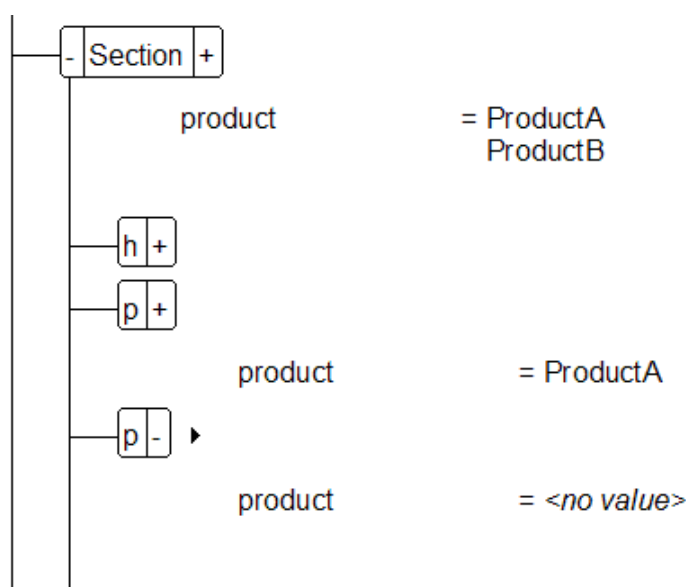 - Section +
product = ProductA
ProductB
h +
p +
product = ProductA
p -
product = <no value>